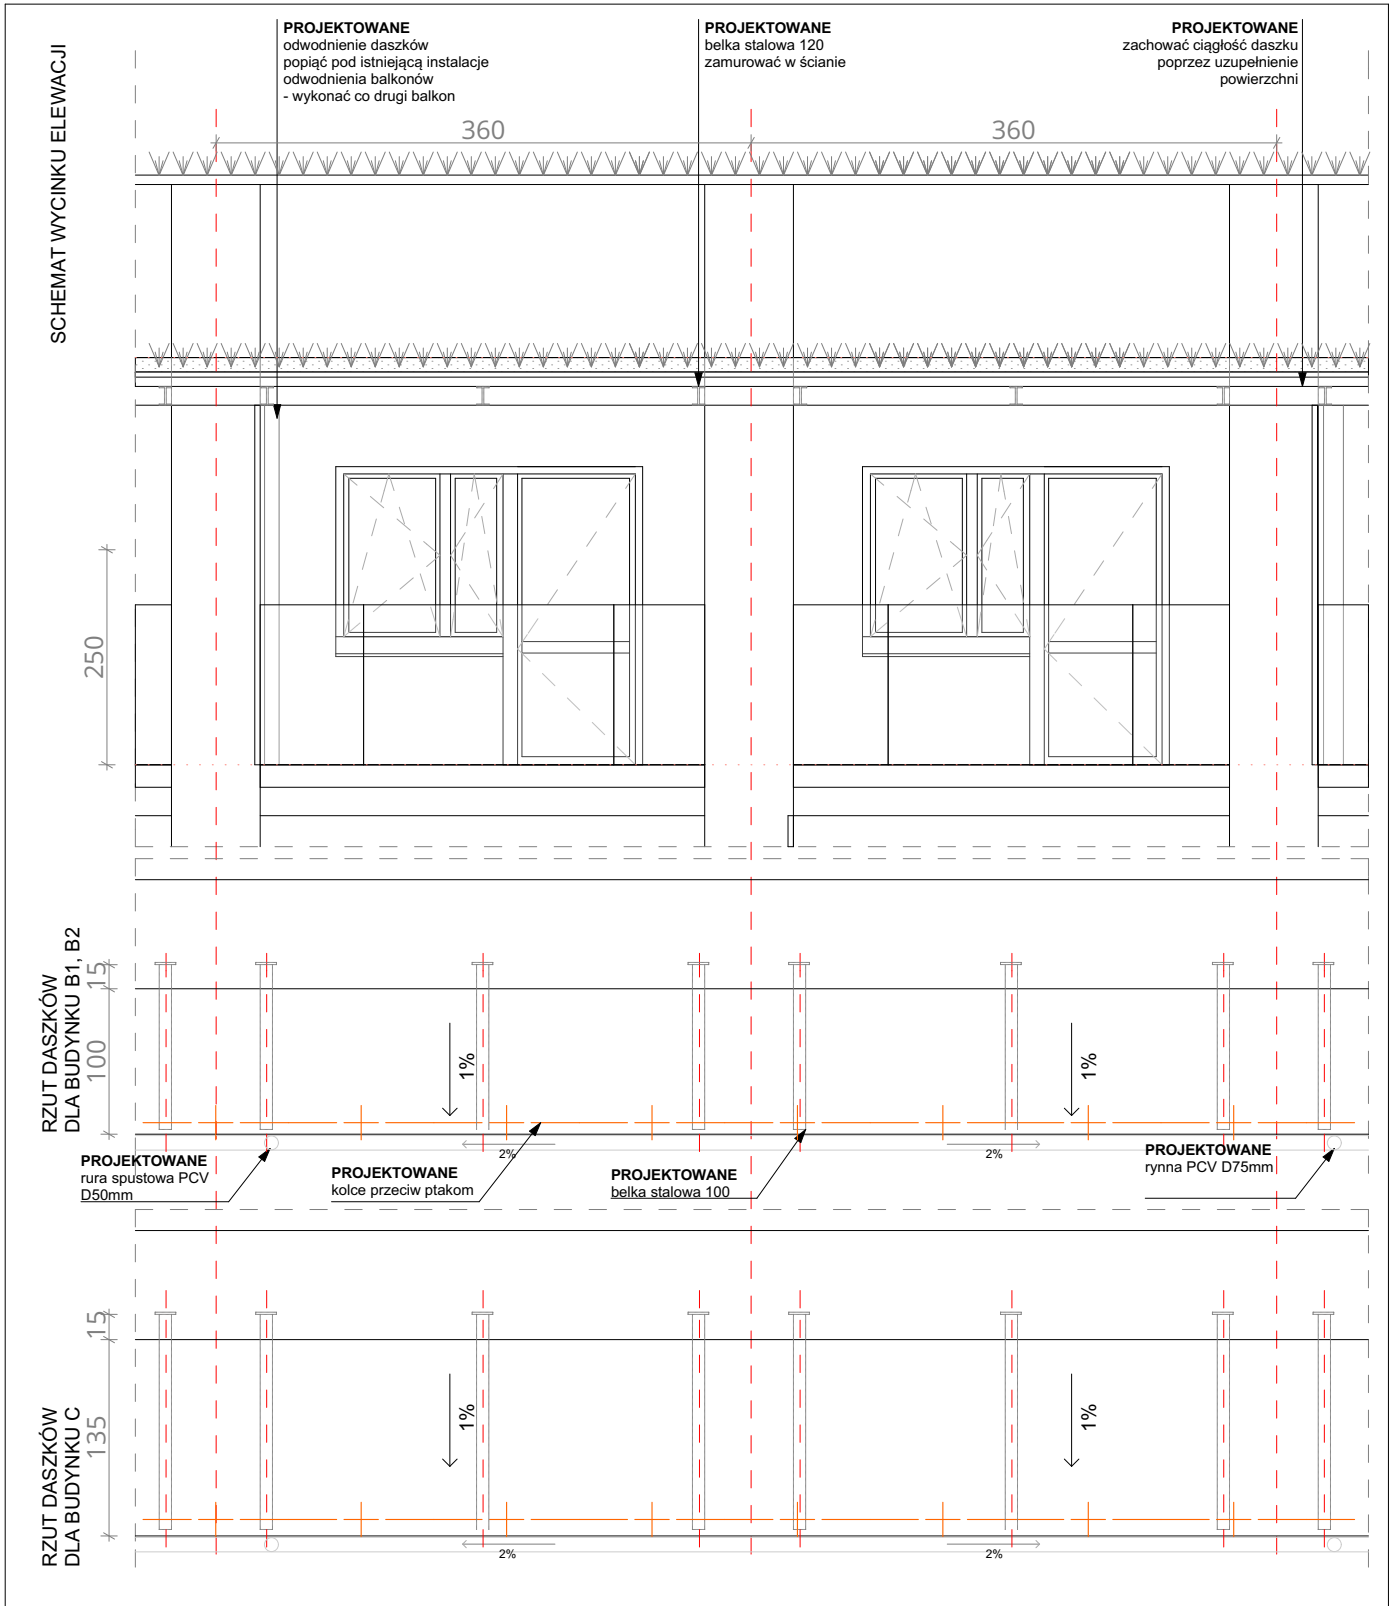 SCHEMAT WYCINKU ELEWACJI
PROJEKTOWANE
odwodnienie daszków
popiąć pod istniejącą instalacje
odwodnienia balkonów
- wykonać co drugi balkon
PROJEKTOWANE
belka stalowa 120
zamurować w ścianie
PROJEKTOWANE
zachować ciągłość daszku
poprzez uzupełnienie
powierzchni
360
360
250
RZUT DASZKÓW
DLA BUDYNKU B1, B2
15
100
1%
1%
2%
2%
PROJEKTOWANE
rura spustowa PCV
D50mm
PROJEKTOWANE
kolce przeciw ptakom
PROJEKTOWANE
belka stalowa 100
PROJEKTOWANE
rynna PCV D75mm
RZUT DASZKÓW
DLA BUDYNKU C
15
135
1%
1%
2%
2%